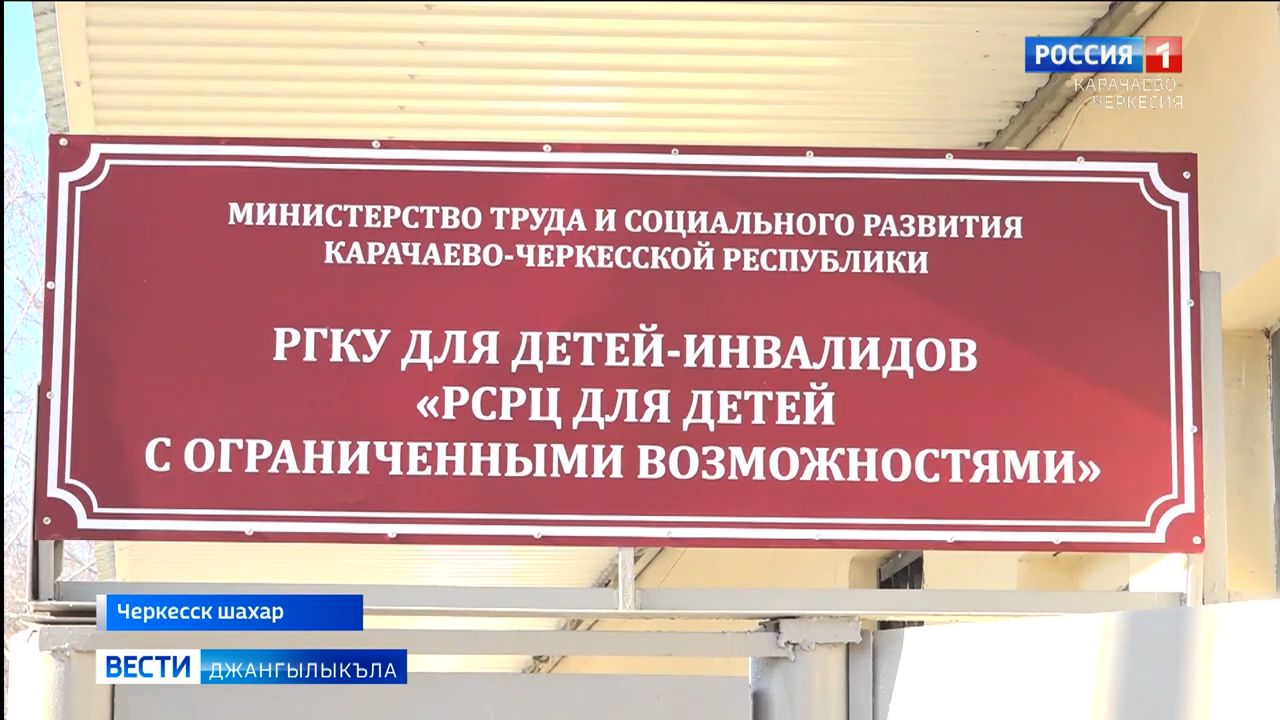 РОССИЯ 1
КАРАЧАЕВО-
ЧЕРКЕСИЯ
МИНИСТЕРСТВО ТРУДА И СОЦИАЛЬНОГО РАЗВИТИЯ
КАРАЧАЕВО-ЧЕРКЕССКОЙ РЕСПУБЛИКИ
РГКУ ДЛЯ ДЕТЕЙ-ИНВАЛИДОВ
«РСРЦ ДЛЯ ДЕТЕЙ
С ОГРАНИЧЕННЫМИ ВОЗМОЖНОСТЯМИ»
Черкесск шахар
ВЕСТИ ДЖАНГЫЛЫКЪЛА